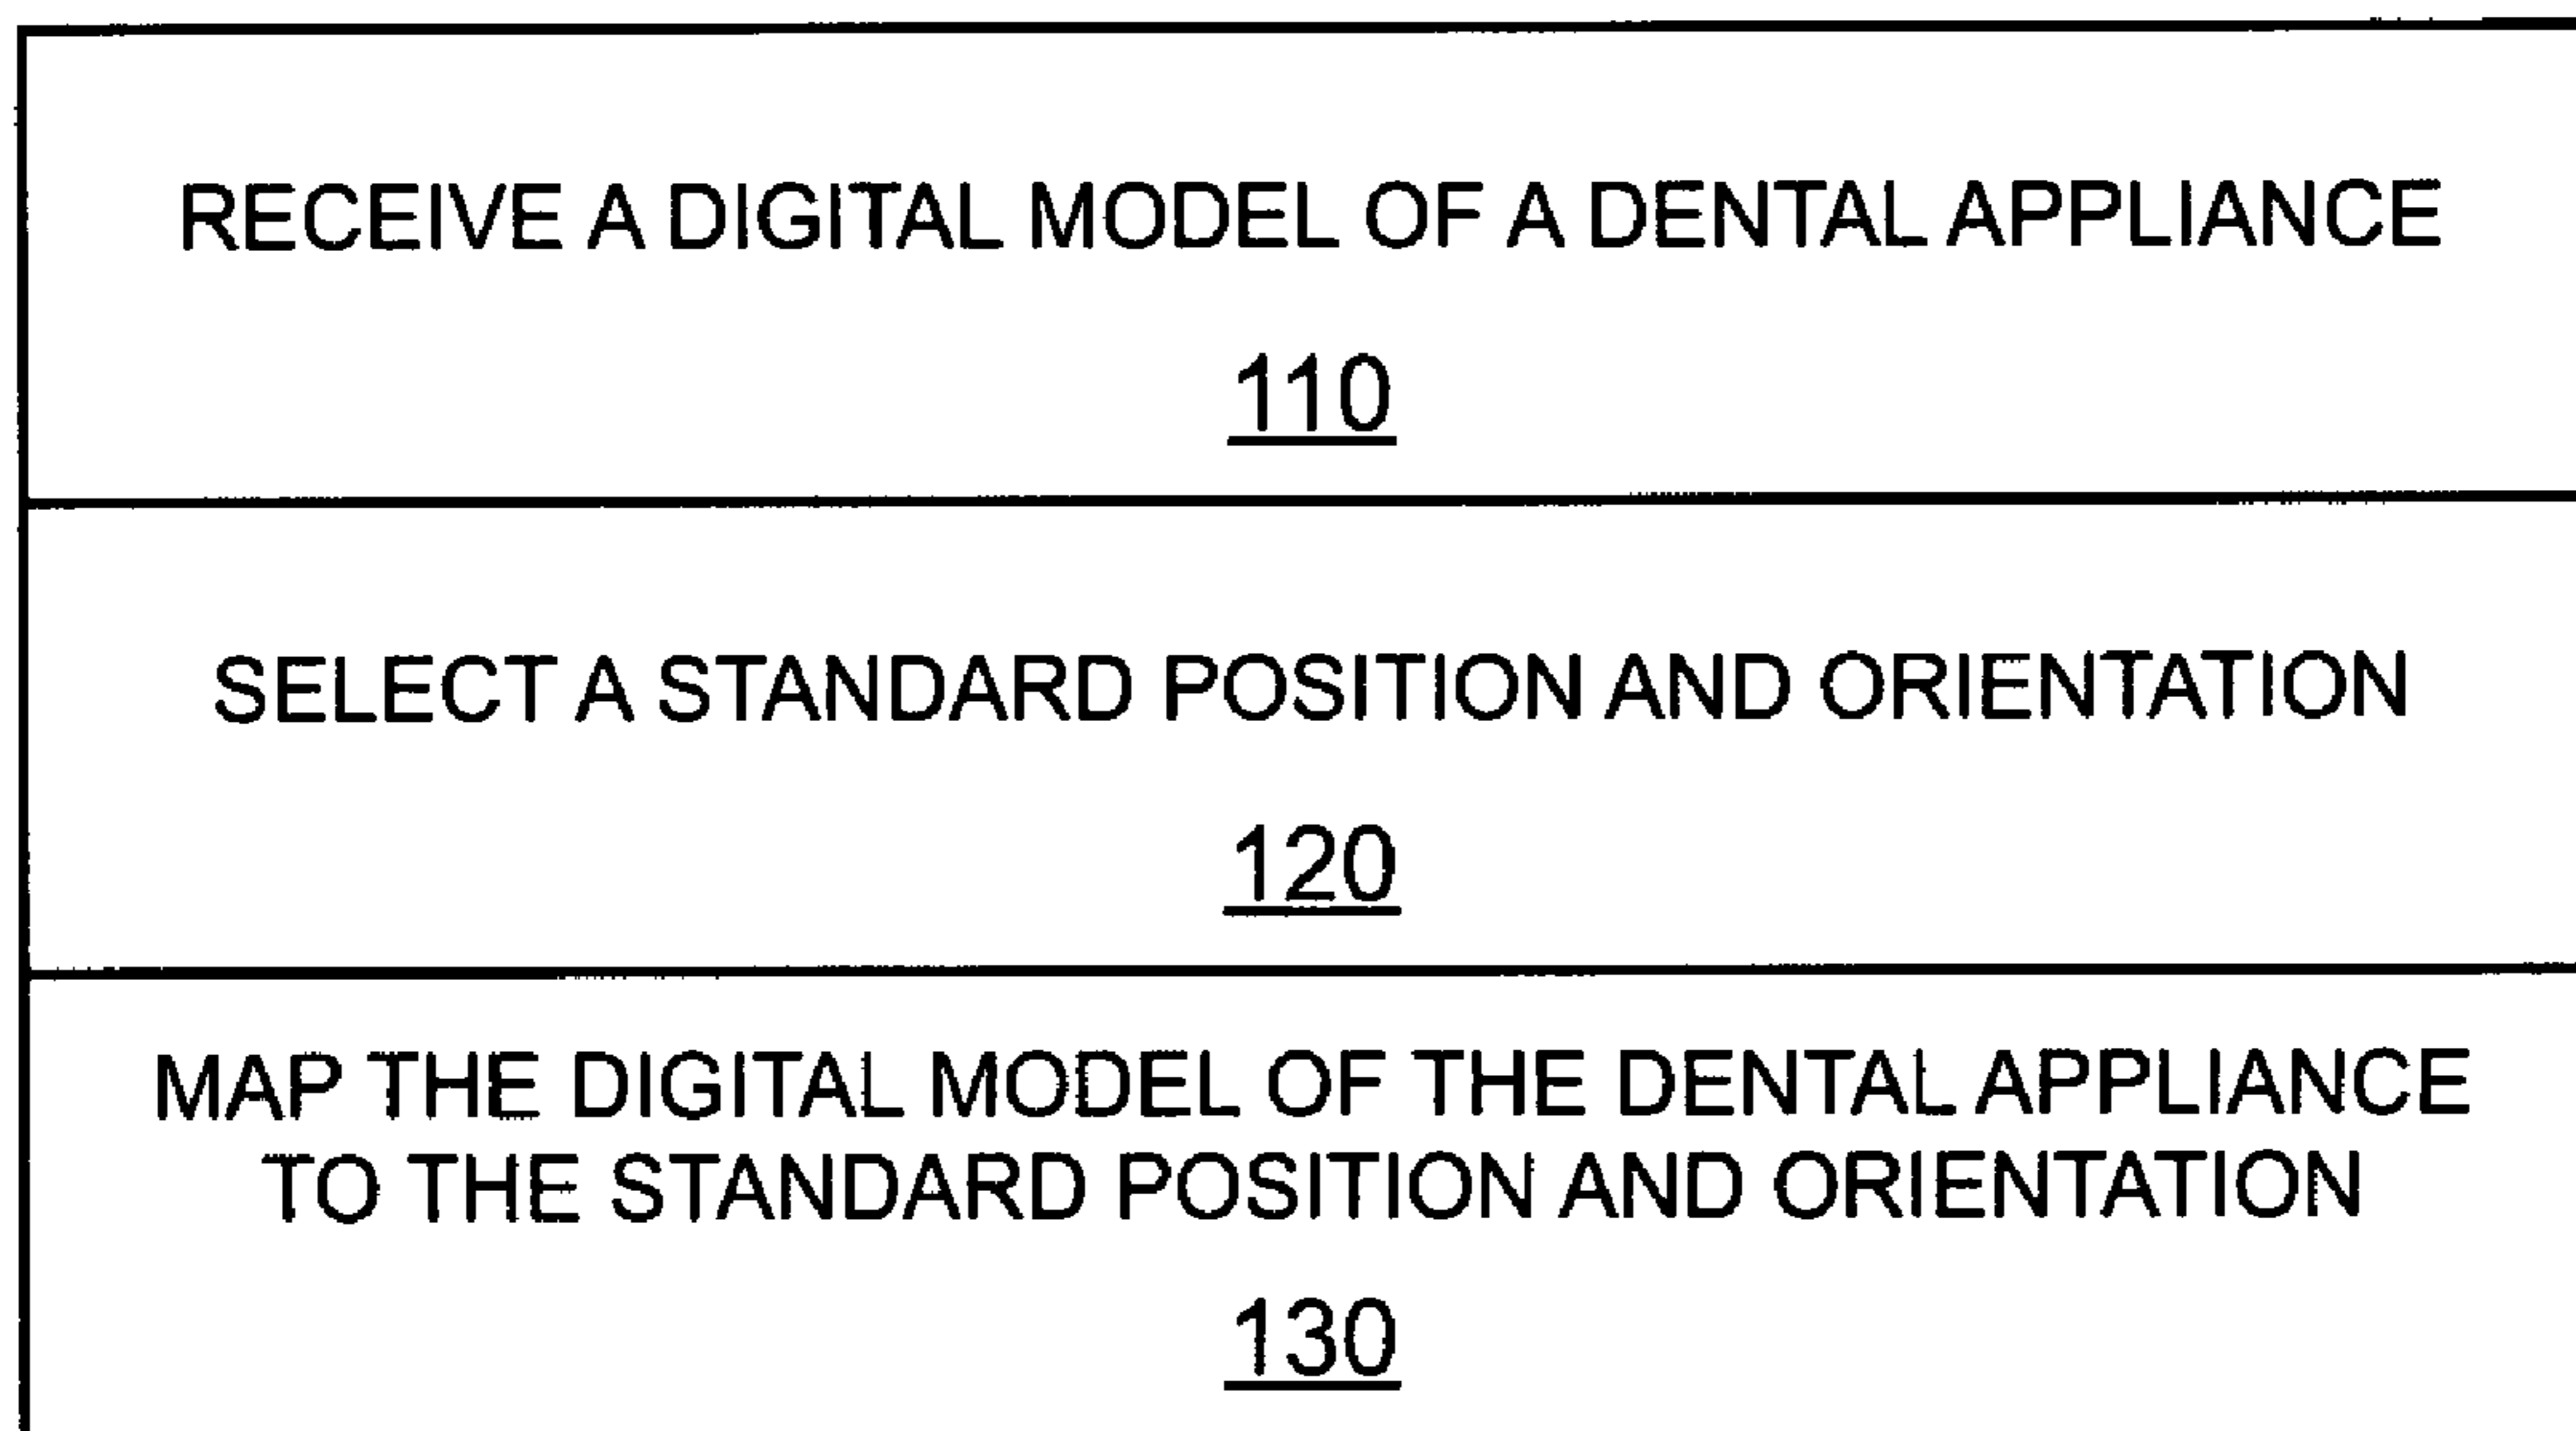 RECEIVE A DIGITAL MODEL OF A DENTAL APPLIANCE
110
SELECT A STANDARD POSITION AND ORIENTATION
120
MAP THE DIGITAL MODEL OF THE DENTAL APPLIANCE
TO THE STANDARD POSITION AND ORIENTATION
130